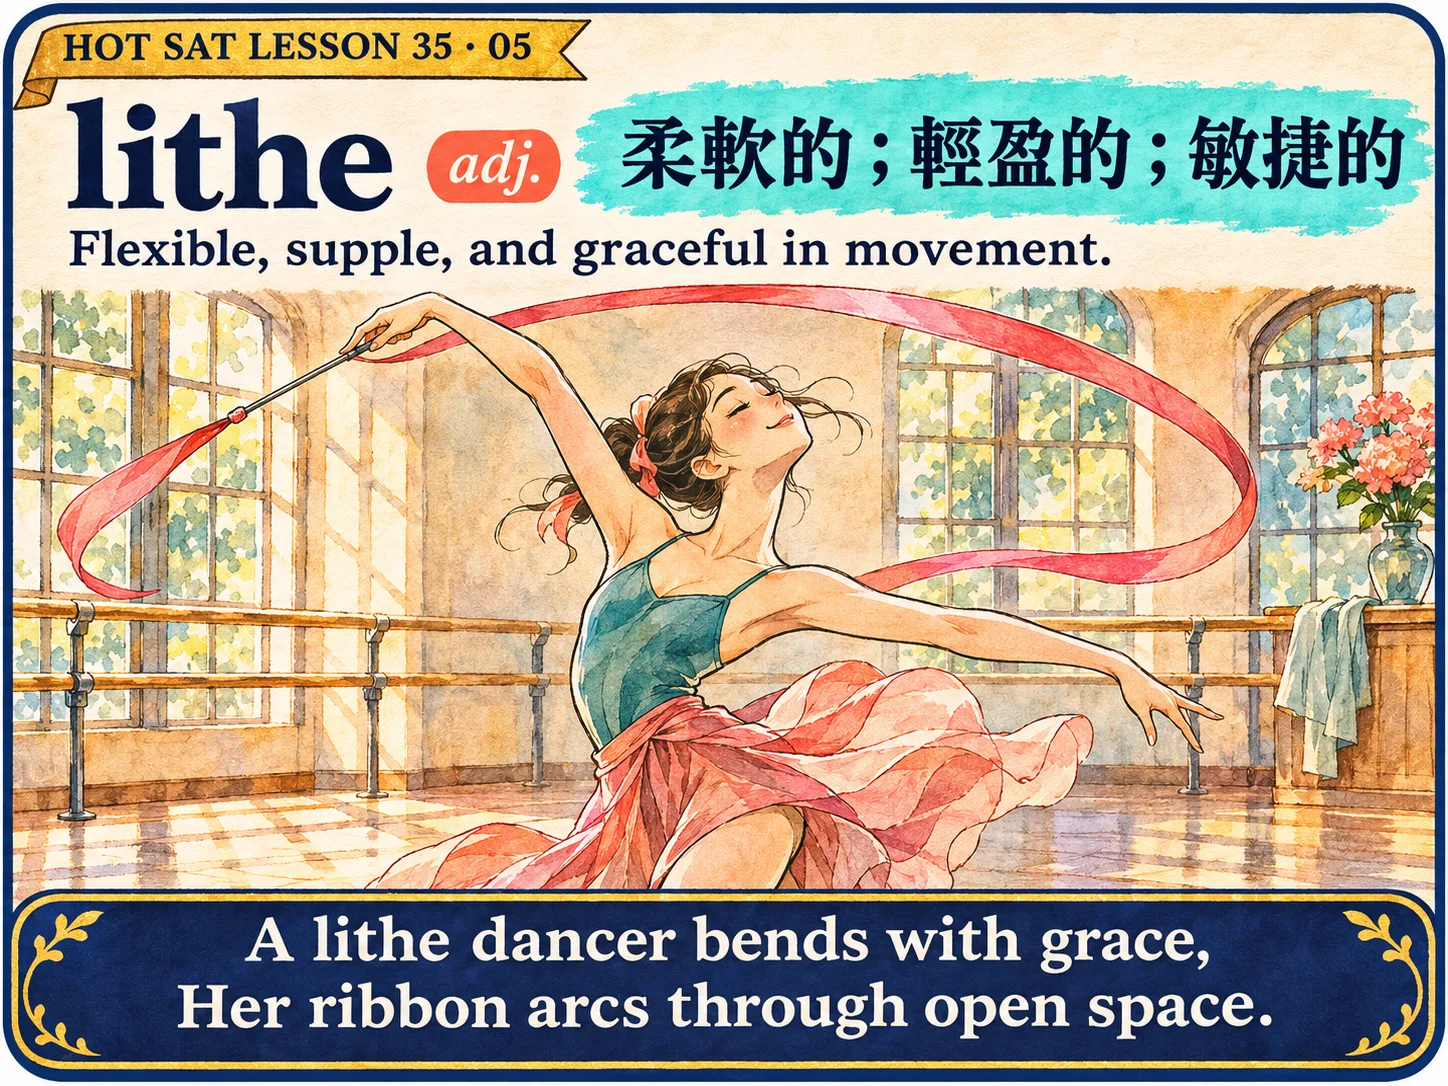 HOT SAT LESSON 35 · 05
lithe adj. 柔軟的；輕盈的；敏捷的
Flexible, supple, and graceful in movement.
A lithe dancer bends with grace,
Her ribbon arcs through open space.